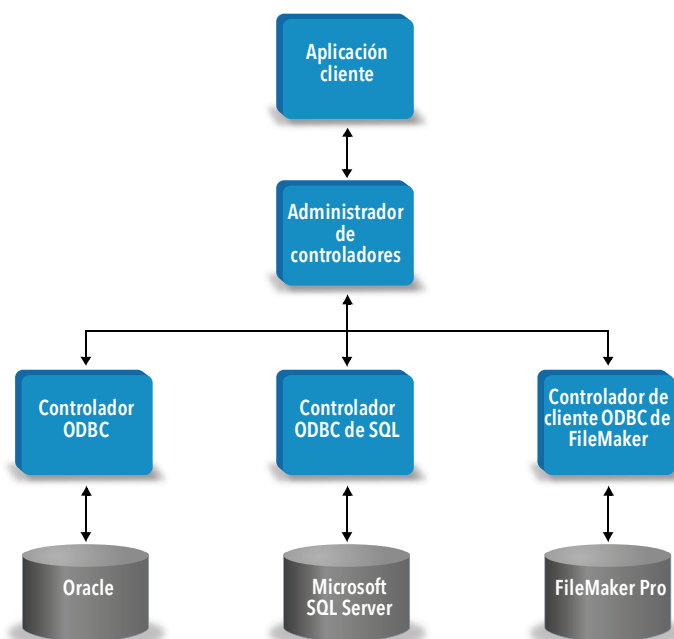 Aplicación
cliente
Administrador
de
controladores
Controlador
ODBC
Controlador
ODBC de SQL
Controlador de
cliente ODBC de
FileMaker
Oracle
Microsoft
SQL Server
FileMaker Pro